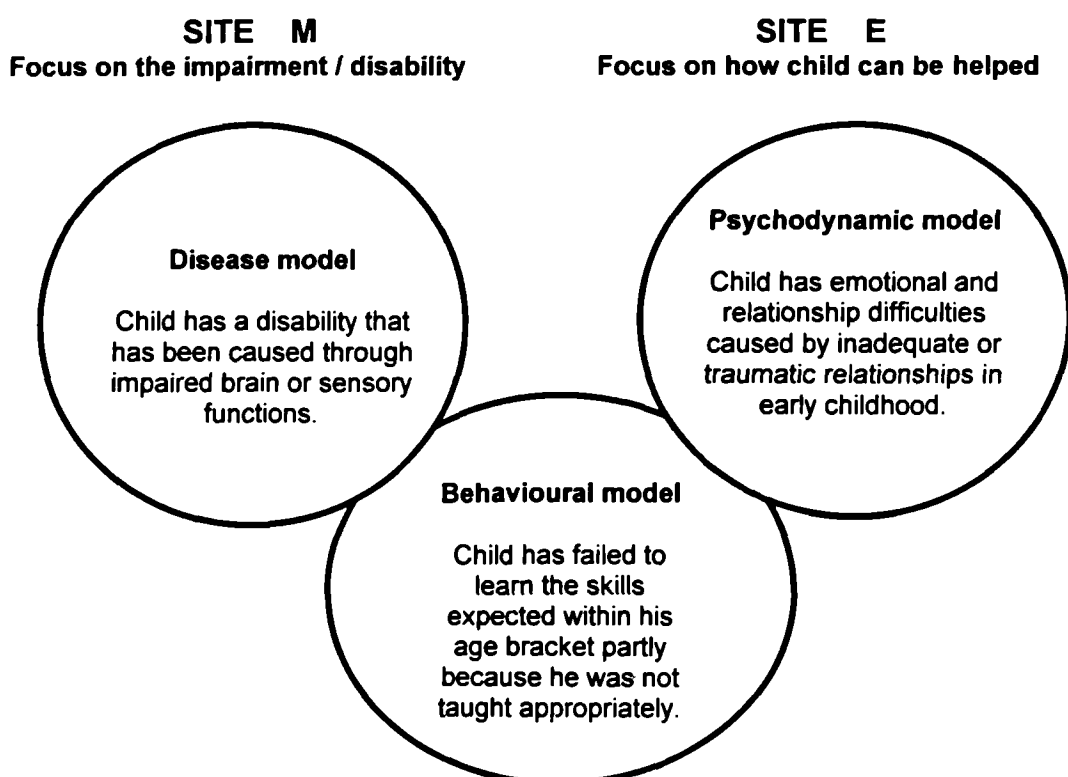 SITE M
Focus on the impairment / disability
SITE E
Focus on how child can be helped
Disease model
Child has a disability that
has been caused through
impaired brain or sensory
functions.
Psychodynamic model
Child has emotional and
relationship difficulties
caused by inadequate or
traumatic relationships in
early childhood.
Behavioural model
Child has failed to
learn the skills
expected within his
age bracket partly
because he was not
taught appropriately.